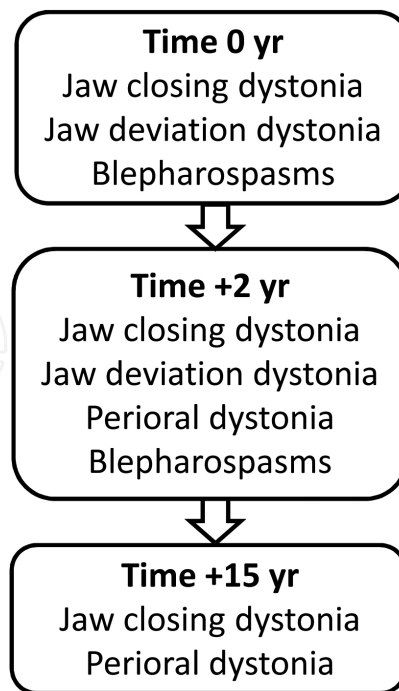 Time 0 yr
Jaw closing dystonia
Jaw deviation dystonia
Blepharospasms
Time +2 yr
Jaw closing dystonia
Jaw deviation dystonia
Perioral dystonia
Blepharospasms
Time +15 yr
Jaw closing dystonia
Perioral dystonia